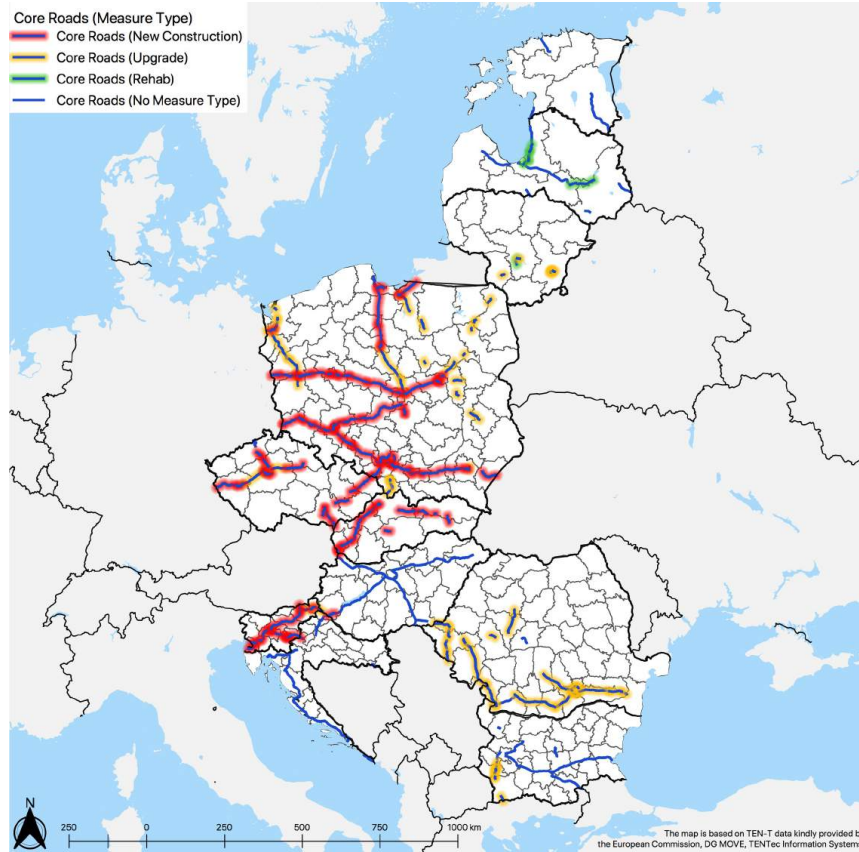 Core Roads (Measure Type)
Core Roads (New Construction)
Core Roads (Upgrade)
Core Roads (Rehab)
Core Roads (No Measure Type)
N
250 0 250 500 750 1000 km
The map is based on TEN-T data kindly provided b
the European Commission, DG MOVE, TENTec Information Systems